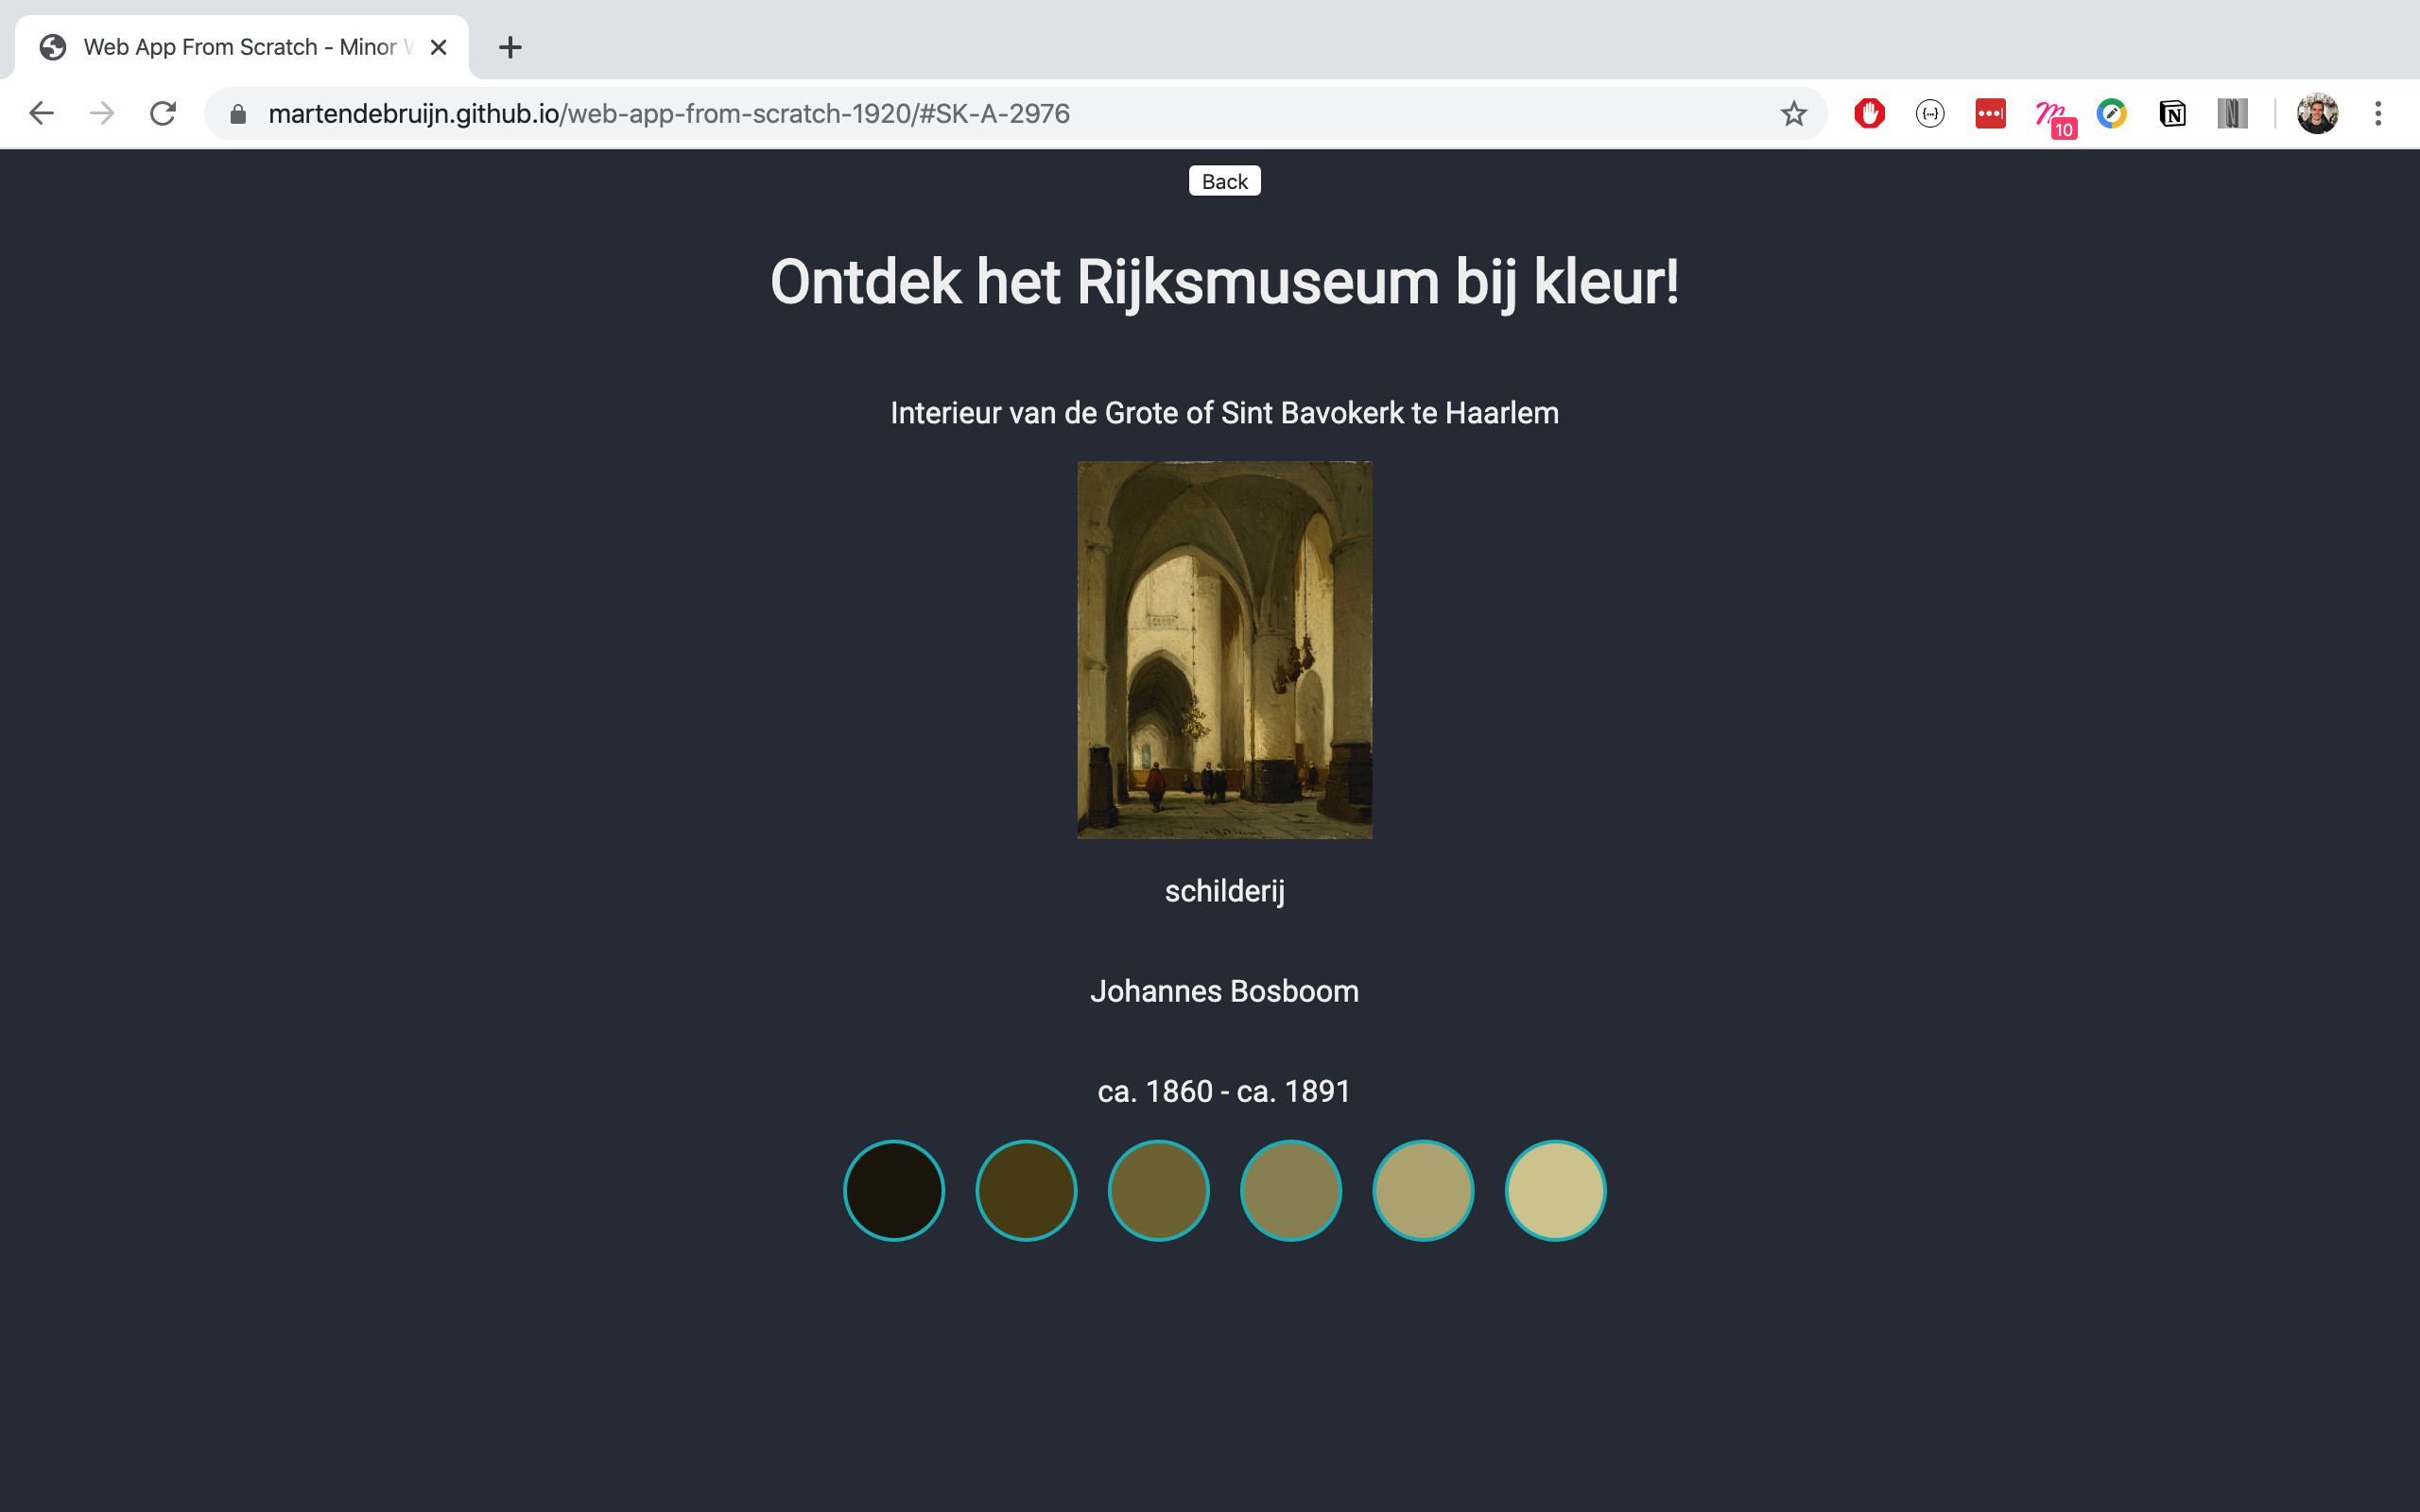 Web App From Scratch - Minor W
martendebruijn.github.io/web-app-from-scratch-1920/#SK-A-2976
10
Back
Ontdek het Rijksmuseum bij kleur!
Interieur van de Grote of Sint Bavokerk te Haarlem
schilderij
Johannes Bosboom
ca. 1860 - ca. 1891